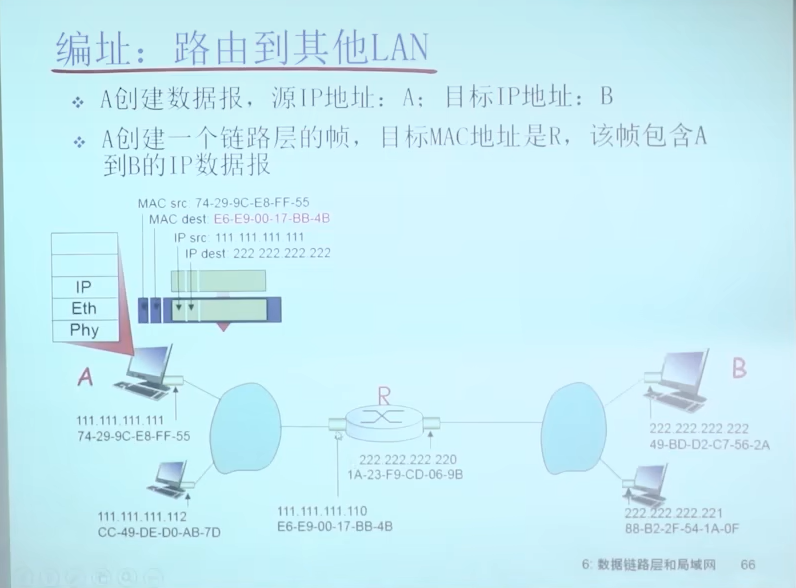 编址：路由到其他LAN
❖ A创建数据报，源IP地址：A；目标IP地址：B
❖ A创建一个链路层的帧，目标MAC地址是R，该帧包含A
到B的IP数据报
MAC src: 74-29-9C-E8-FF-55
MAC dest: E6-E9-00-17-BB-4B
IP src: 111.111.111.111
IP dest: 222.222.222.222
IP
Eth
Phy
A
R
B
111.111.111.111
74-29-9C-E8-FF-55
222.222.222.222
49-BD-D2-C7-56-2A
222.222.222.220
1A-23-F9-CD-06-9B
111.111.111.112
CC-49-DE-D0-AB-7D
111.111.111.110
E6-E9-00-17-BB-4B
222.222.222.221
88-B2-2F-54-1A-0F
6: 数据链路层和局域网 66